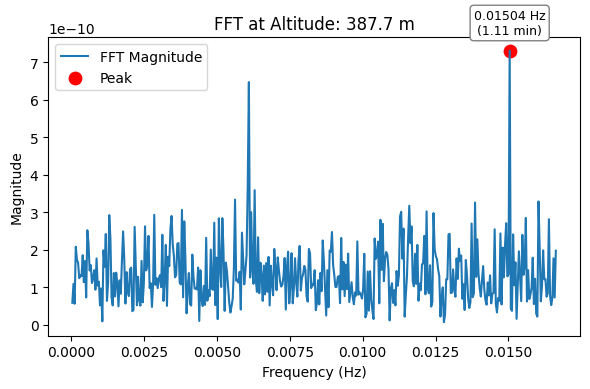 FFT at Altitude: 387.7 m
1e−10
0.01504 Hz
(1.11 min)
FFT Magnitude
Peak
7
6
5
4
3
2
1
0
Magnitude
0.0000
0.0025
0.0050
0.0075
0.0100
0.0125
0.0150
Frequency (Hz)